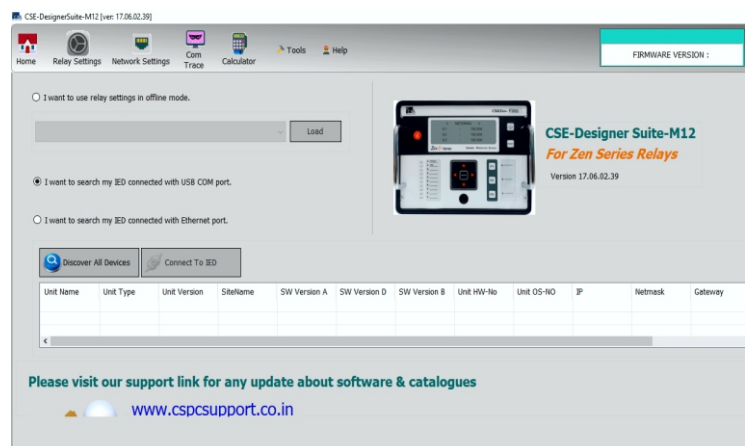 CSE-DesignerSuite-M12 [ver: 17.06.02.39]
Home
Relay Settings
Network Settings
Com Trace
Calculator
Tools
Help
FIRMWARE VERSION :
I want to use relay settings in offline mode.
Load
I want to search my IED connected with USB COM port.
I want to search my IED connected with Ethernet port.
CSE-Designer Suite-M12
For Zen Series Relays
Version 17.06.02.39
Discover All Devices
Connect To IED
Unit Name Unit Type Unit Version SiteName SW Version A SW Version D SW Version B Unit HW-No Unit OS-NO IP Netmask Gateway
Please visit our support link for any update about software & catalogues
www.cspcsupport.co.in